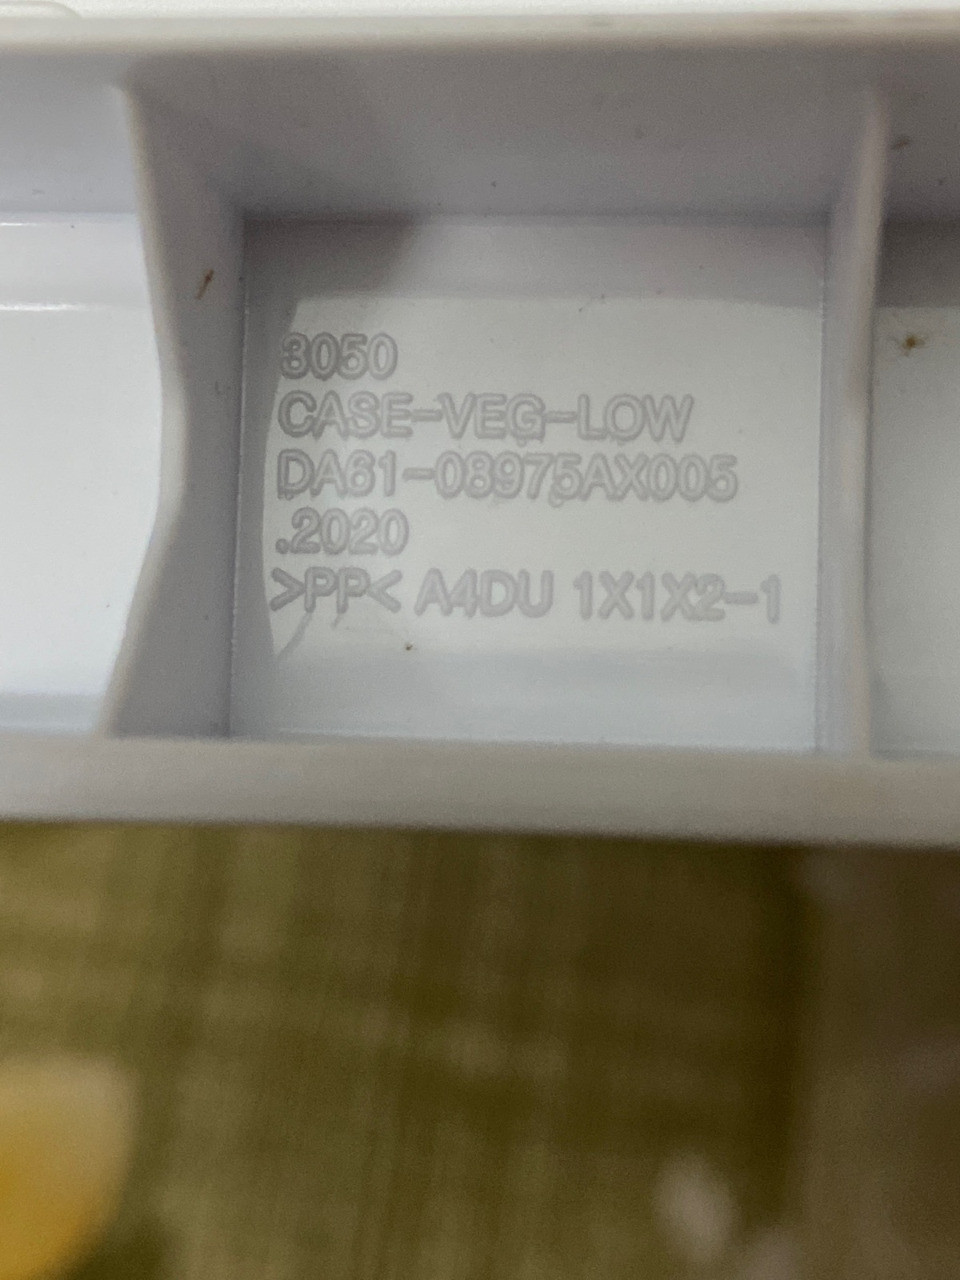 3050
CASE-VEG-LOW
DA61-08975AX005
.2020
>PP< A4DU 1X1X2-1